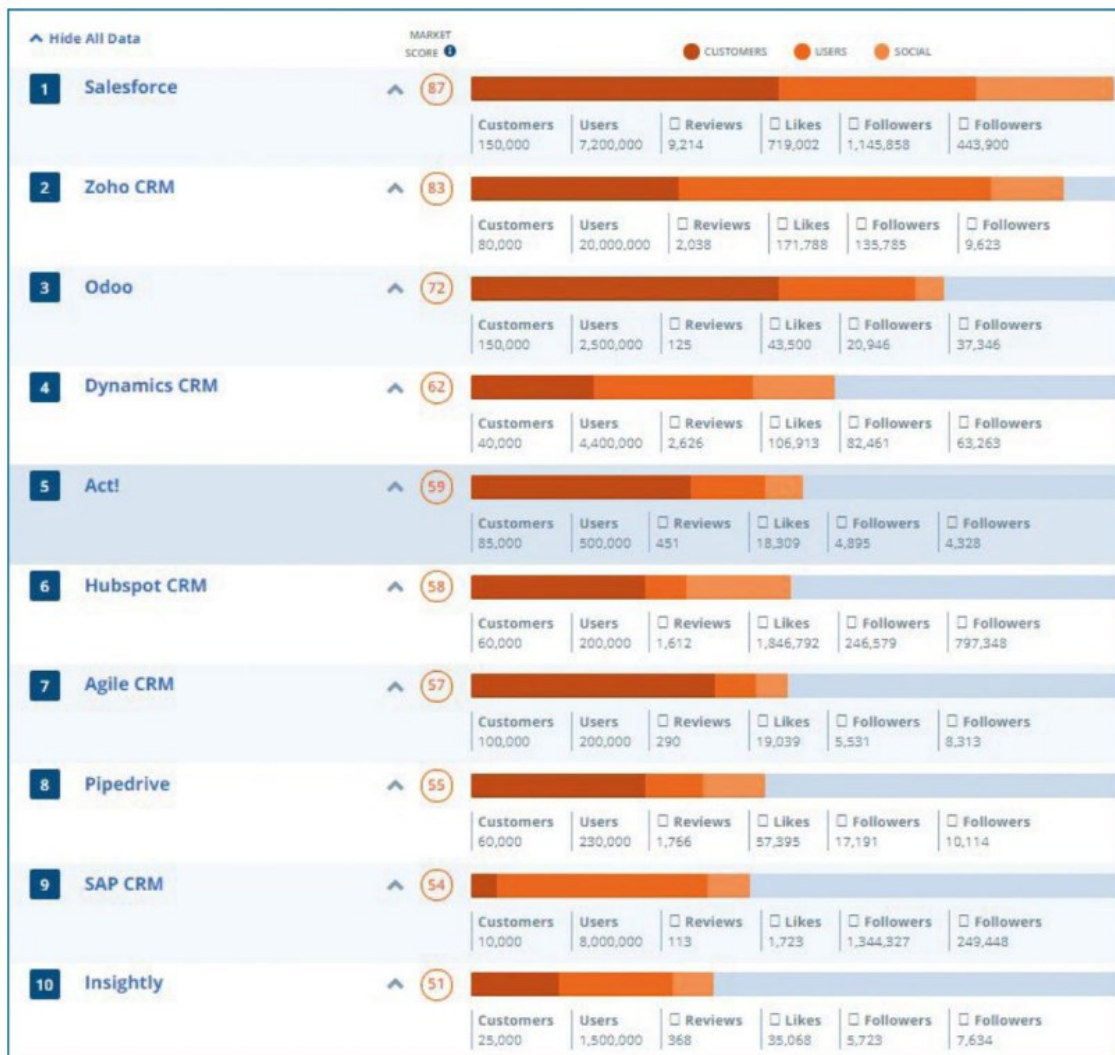 Hide All Data
MARKET
SCORE
CUSTOMERS USERS SOCIAL
1 Salesforce 87
Customers Users Reviews Likes Followers Followers
150,000 7,200,000 9,214 719,002 1,145,858 443,900
2 Zoho CRM 83
Customers Users Reviews Likes Followers Followers
80,000 20,000,000 2,038 171,788 135,785 9,623
3 Odoo 72
Customers Users Reviews Likes Followers Followers
150,000 2,500,000 125 43,500 20,946 37,346
4 Dynamics CRM 62
Customers Users Reviews Likes Followers Followers
40,000 4,400,000 2,626 106,913 82,461 63,263
5 Act! 59
Customers Users Reviews Likes Followers Followers
85,000 500,000 451 18,309 4,895 4,328
6 Hubspot CRM 58
Customers Users Reviews Likes Followers Followers
60,000 200,000 1,612 1,846,792 246,579 797,348
7 Agile CRM 57
Customers Users Reviews Likes Followers Followers
100,000 200,000 290 19,039 5,531 8,313
8 Pipedrive 55
Customers Users Reviews Likes Followers Followers
60,000 230,000 1,766 57,395 17,191 10,114
9 SAP CRM 54
Customers Users Reviews Likes Followers Followers
10,000 8,000,000 113 1,723 1,344,327 249,448
10 Insightly 51
Customers Users Reviews Likes Followers Followers
25,000 1,500,000 368 35,068 5,723 7,634